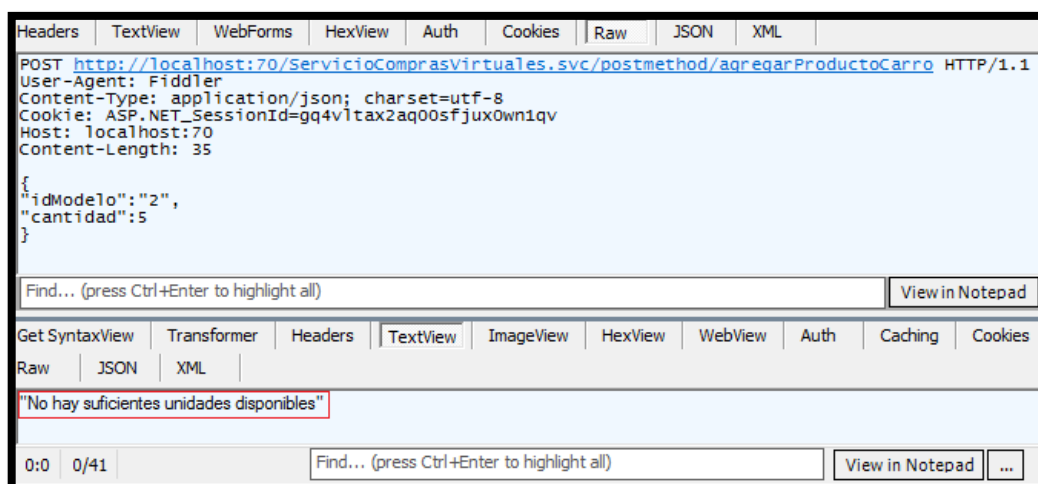 Headers TextView WebForms HexView Auth Cookies Raw JSON XML
POST http://localhost:70/ServicioComprasVirtuales.svc/postmethod/agregarProductoCarro HTTP/1.1
User-Agent: Fiddler
Content-Type: application/json; charset=utf-8
Cookie: ASP.NET_SessionId=gq4vltax2aq00sfjux0wn1qv
Host: localhost:70
Content-Length: 35
{
"idModelo":"2",
"cantidad":5
}
Find... (press Ctrl+Enter to highlight all) View in Notepad
Get SyntaxView Transformer Headers TextView ImageView HexView WebView Auth Caching Cookies
Raw JSON XML
"No hay suficientes unidades disponibles"
0:0 0/41 Find... (press Ctrl+Enter to highlight all) View in Notepad ...